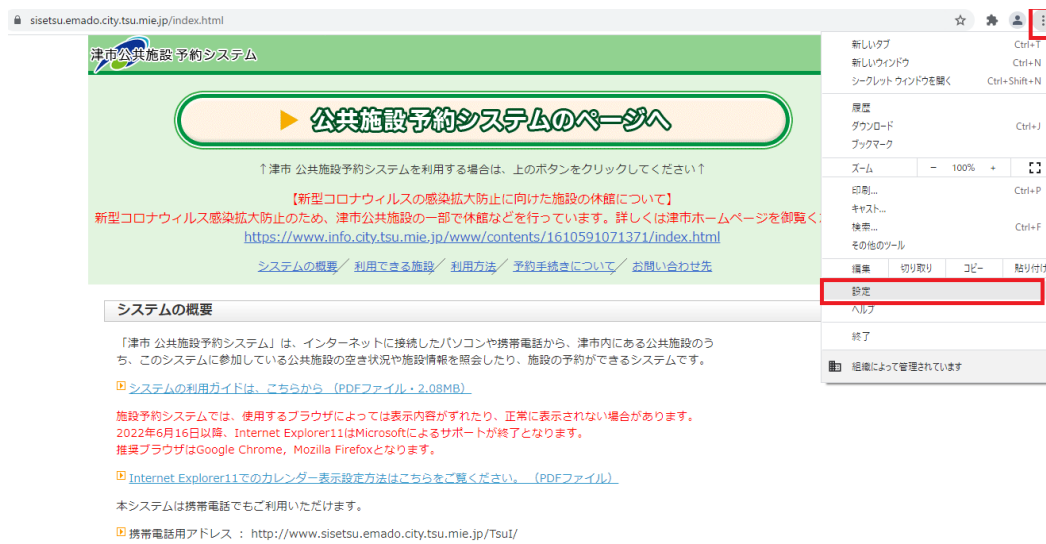 sisetsu.emado.city.tsu.mie.jp/index.html
津市公共施設 予約システム
公共施設予約システムのページへ
↑津市 公共施設予約システムを利用する場合は、上のボタンをクリックしてください↑
【新型コロナウィルスの感染拡大防止に向けた施設の休館について】
新型コロナウィルス感染拡大防止のため、津市公共施設の一部で休館などを行っています。詳しくは津市ホームページを御覧く
https://www.info.city.tsu.mie.jp/www/contents/1610591071371/index.html
システムの概要/ 利用できる施設/ 利用方法/ 予約手続きについて/ お問い合わせ先
システムの概要
「津市 公共施設予約システム」は、インターネットに接続したパソコンや携帯電話から、津市内にある公共施設のう
ち、このシステムに参加している公共施設の空き状況や施設情報を照会したり、施設の予約ができるシステムです。
システムの利用ガイドは、こちらから （PDFファイル・2.08MB）
施設予約システムでは、使用するブラウザによっては表示内容がずれたり、正常に表示されない場合があります。
2022年6月16日以降、Internet Explorer11はMicrosoftによるサポートが終了となります。
推奨ブラウザはGoogle Chrome，Mozilla Firefoxとなります。
Internet Explorer11でのカレンダー表示設定方法はこちらをご覧ください。 （PDFファイル）
本システムは携帯電話でもご利用いただけます。
携帯電話用アドレス ： http://www.sisetsu.emado.city.tsu.mie.jp/TsuI/
新しいタブ Ctrl+T
新しいウィンドウ Ctrl+N
シークレット ウィンドウを開く Ctrl+Shift+N
履歴
ダウンロード Ctrl+J
ブックマーク
ズーム － 100% ＋
印刷... Ctrl+P
キャスト...
検索... Ctrl+F
その他のツール
編集 切り取り コピー 貼り付け
設定
ヘルプ
終了
組織によって管理されています